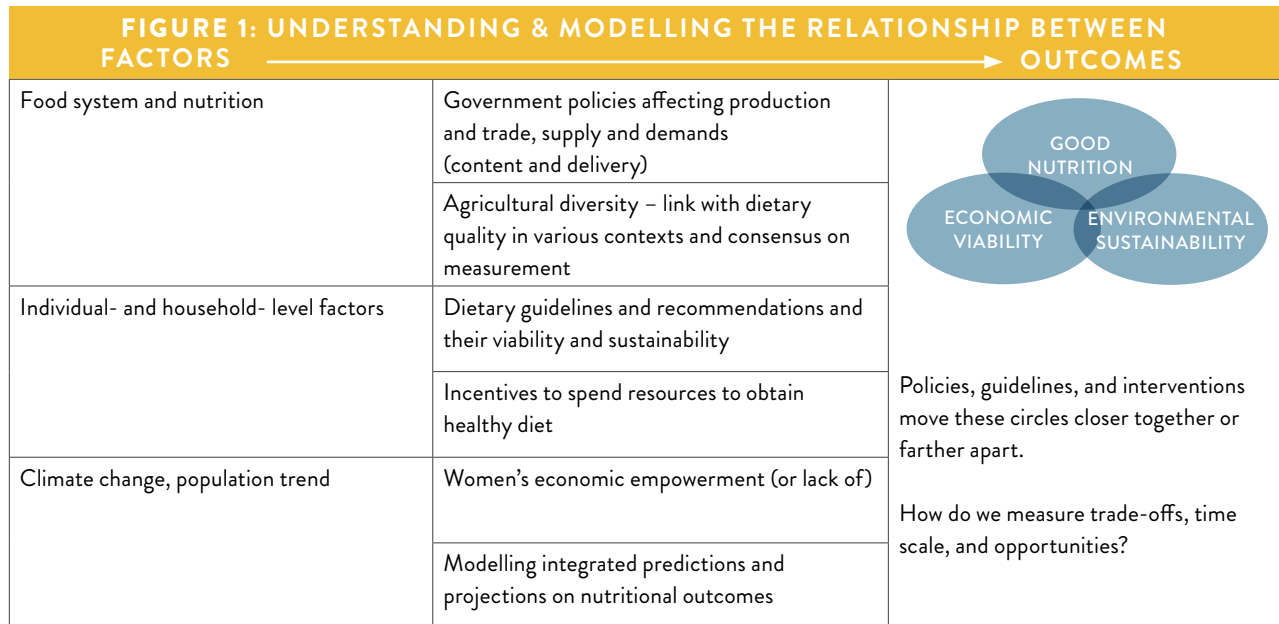 FIGURE 1: UNDERSTANDING & MODELLING THE RELATIONSHIP BETWEEN
FACTORS
OUTCOMES
Food system and nutrition
Government policies affecting production
and trade, supply and demands
(content and delivery)
Agricultural diversity – link with dietary
quality in various contexts and consensus on
measurement
Individual- and household- level factors
Dietary guidelines and recommendations and
their viability and sustainability
Incentives to spend resources to obtain
healthy diet
Climate change, population trend
Women’s economic empowerment (or lack of)
Modelling integrated predictions and
projections on nutritional outcomes
GOOD
NUTRITION
ECONOMIC
VIABILITY
ENVIRONMENTAL
SUSTAINABILITY
Policies, guidelines, and interventions
move these circles closer together or
farther apart.
How do we measure trade-offs, time
scale, and opportunities?